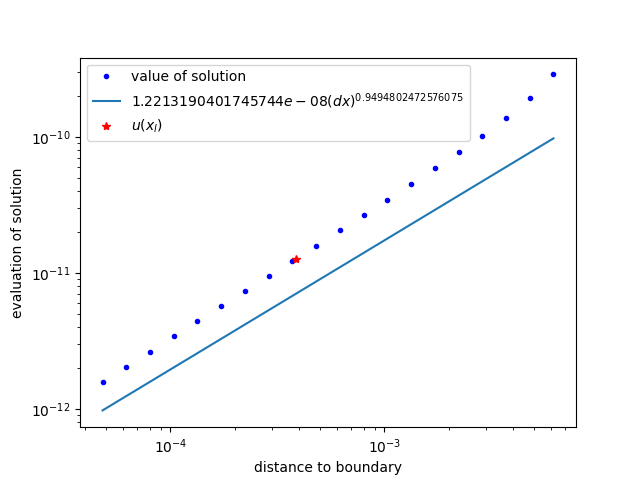 value of solution
1.2213190401745744e − 08(dx)^0.9494802472576075
u(x_l)
10^−10
10^−11
10^−12
10^−4
10^−3
evaluation of solution
distance to boundary